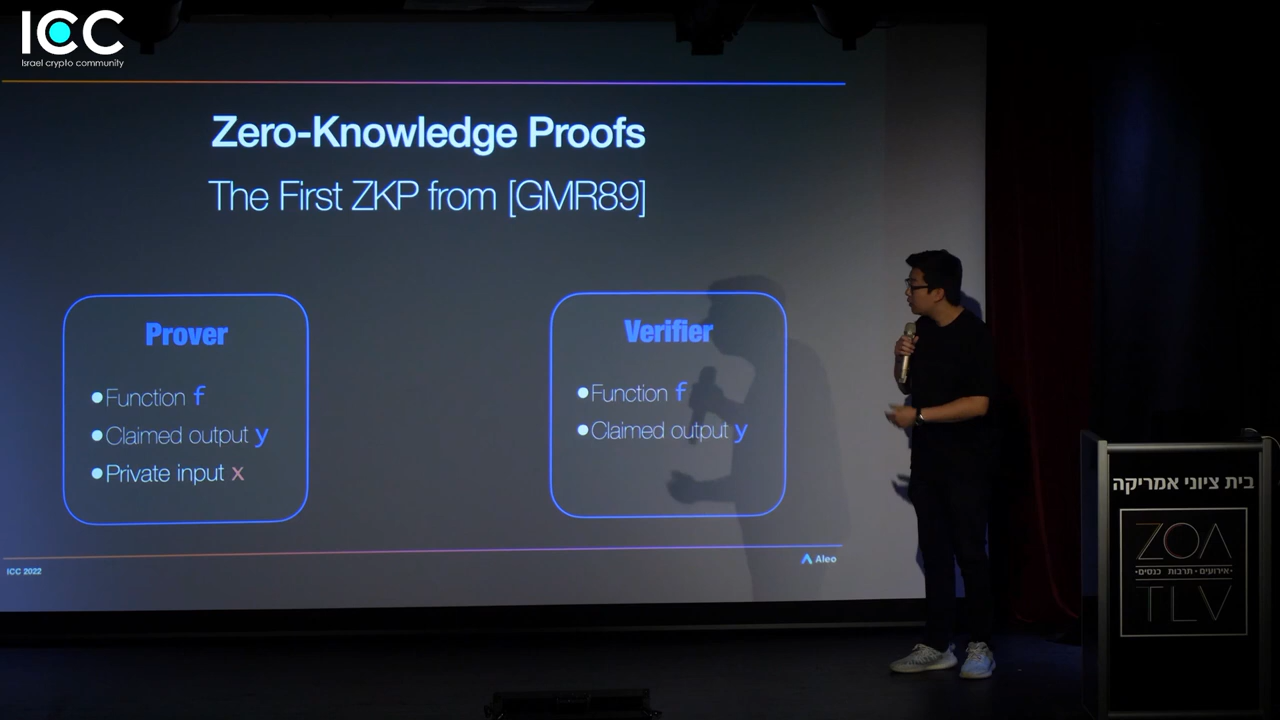 ICC
Israel crypto community
Zero-Knowledge Proofs
The First ZKP from [GMR89]
Prover
•Function f
•Claimed output y
•Private input x
Verifier
•Function f
•Claimed output y
ICC 2022
Aleo
בית ציוני אמריקה
ZOA
•אירועים • תרבות • כנסים•
TLV